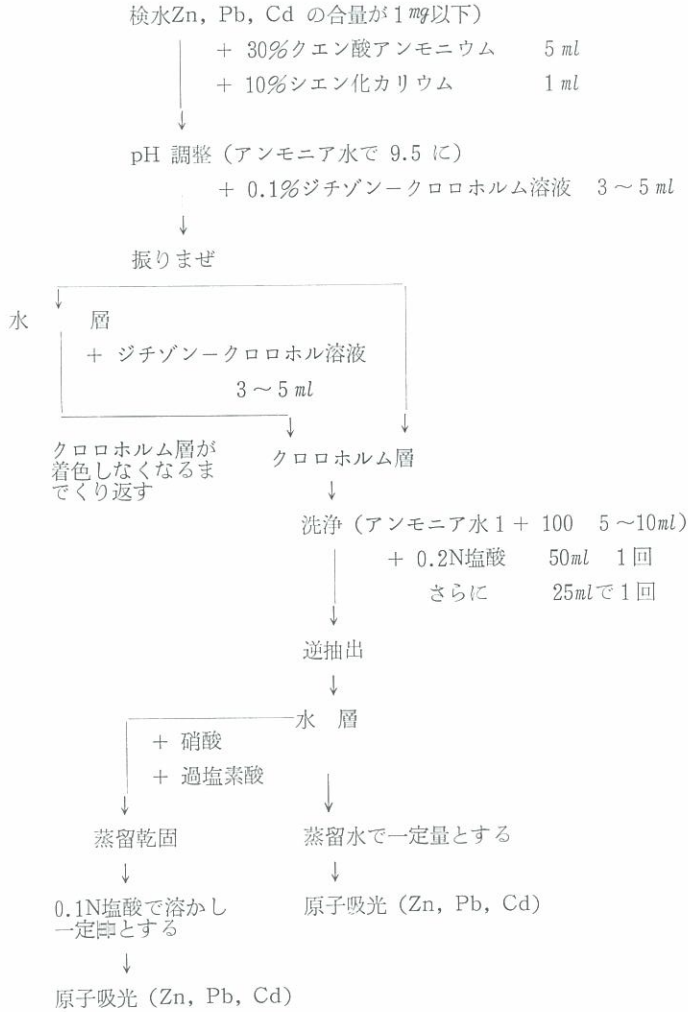 検水Zn, Pb, Cd の合量が1mg以下)
+ 30%クエン酸アンモニウム 5ml
+ 10%シエン化カリウム 1ml
pH 調整 (アンモニア水で 9.5 に)
+ 0.1%ジチゾン−クロロホルム溶液 3〜5ml
振りまぜ
水 層
+ ジチゾン−クロロホル溶液
3〜5ml
クロロホルム層が
着色しなくなるま
でくり返す
クロロホルム層
洗浄 (アンモニア水1+100 5〜10ml)
+ 0.2N塩酸 50ml 1回
さらに 25mlで1回
逆抽出
水 層
+ 硝酸
+ 過塩素酸
蒸留乾固
蒸留水で一定量とする
0.1N塩酸で溶かし
一定とする
原子吸光 (Zn, Pb, Cd)
原子吸光 (Zn, Pb, Cd)